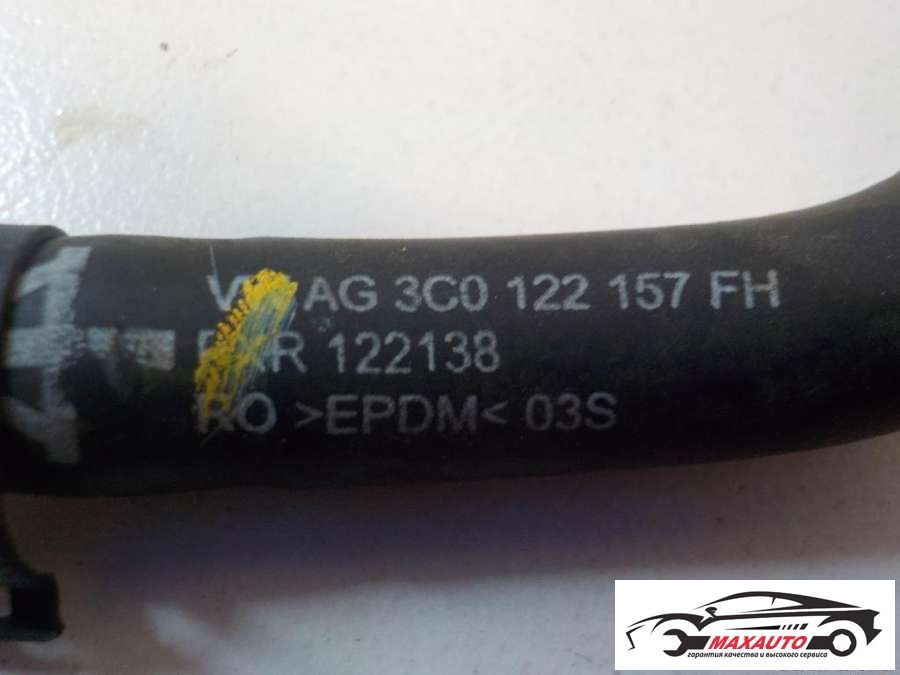 AG 3C0 122 157 FH
122138
RO >EPDM< 03S
MAXAUTO
гарантия качества и высокого сервиса